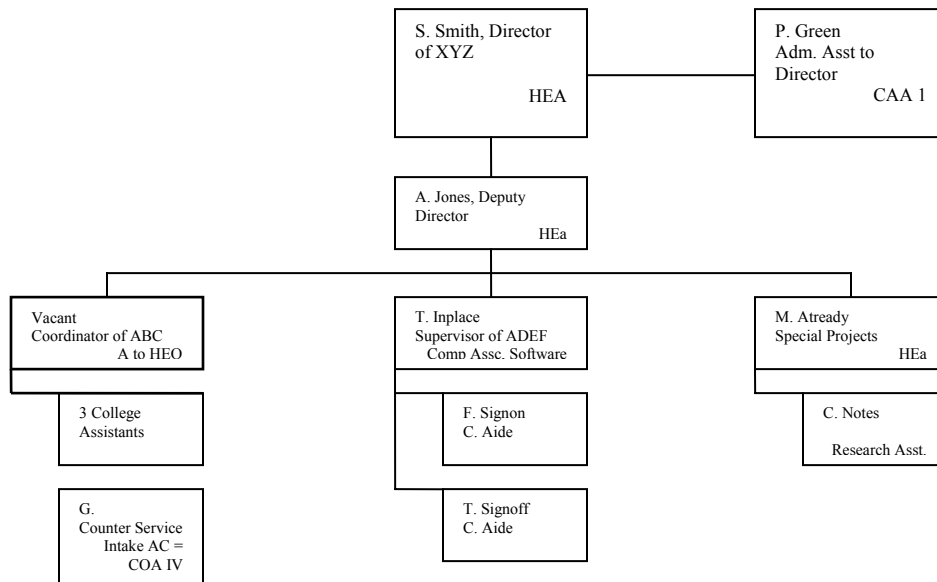 S. Smith, Director
of XYZ
HEA
P. Green
Adm. Asst to
Director
CAA 1
A. Jones, Deputy
Director
HEa
Vacant
Coordinator of ABC
A to HEO
T. Inplace
Supervisor of ADEF
Comp Assc. Software
M. Atready
Special Projects
HEa
3 College
Assistants
F. Signon
C. Aide
C. Notes
Research Asst.
G.
Counter Service
Intake AC =
COA IV
T. Signoff
C. Aide